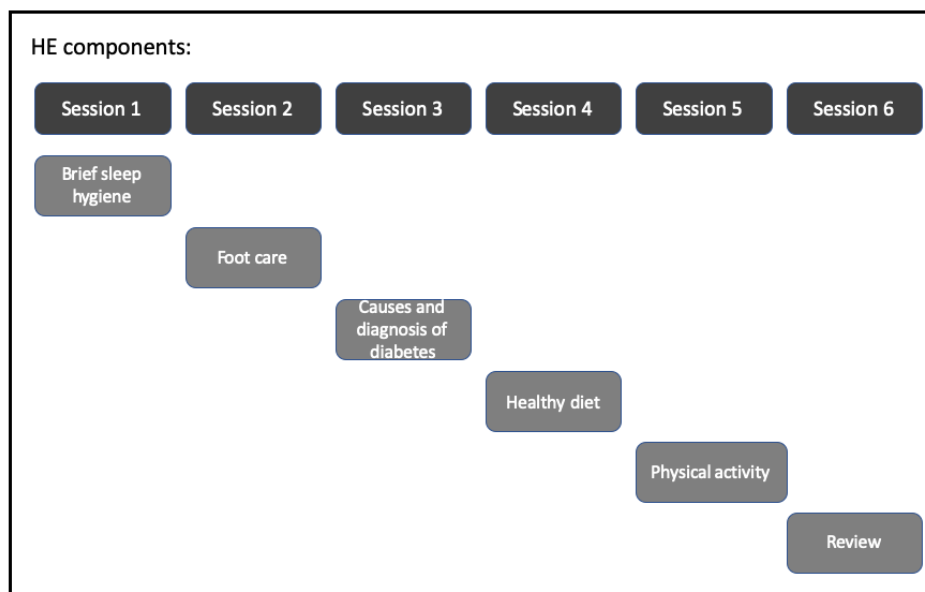 HE components:
Session 1
Session 2
Session 3
Session 4
Session 5
Session 6
Brief sleep
hygiene
Foot care
Causes and
diagnosis of
diabetes
Healthy diet
Physical activity
Review